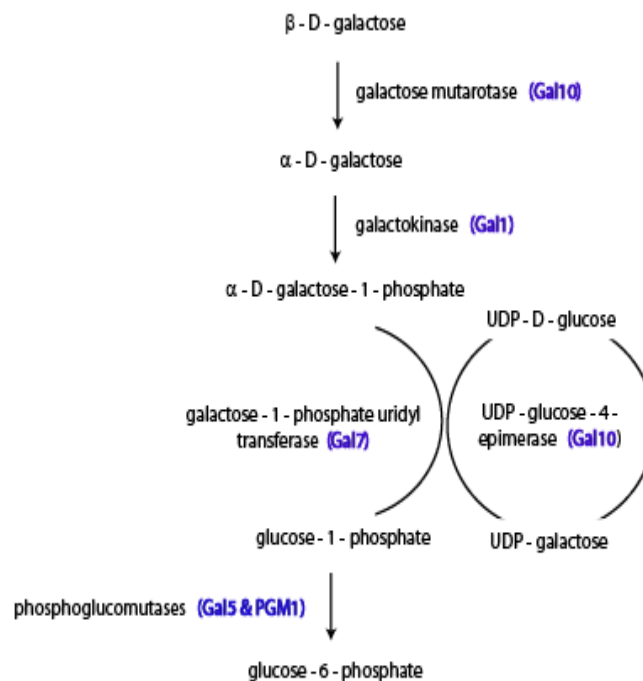 β - D - galactose
galactose mutarotase (Gal10)
α - D - galactose
galactokinase (Gal1)
α - D - galactose - 1 - phosphate
UDP - D - glucose
galactose - 1 - phosphate uridyl
transferase (Gal7)
UDP - glucose - 4 -
epimerase (Gal10)
glucose - 1 - phosphate
UDP - galactose
phosphoglucomutases (Gal5 & PGM1)
glucose - 6 - phosphate